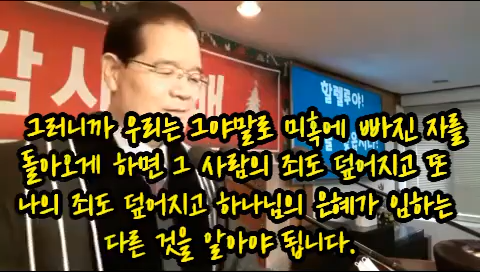 감사
할렐루야!
그러니까 우리는 그야말로 미혹에 빠진 자를
돌아오게 하면 그 사람의 죄도 덮어지고 또
나의 죄도 덮어지고 하나님의 은혜가 임하는
다른 것을 알아야 됩니다.